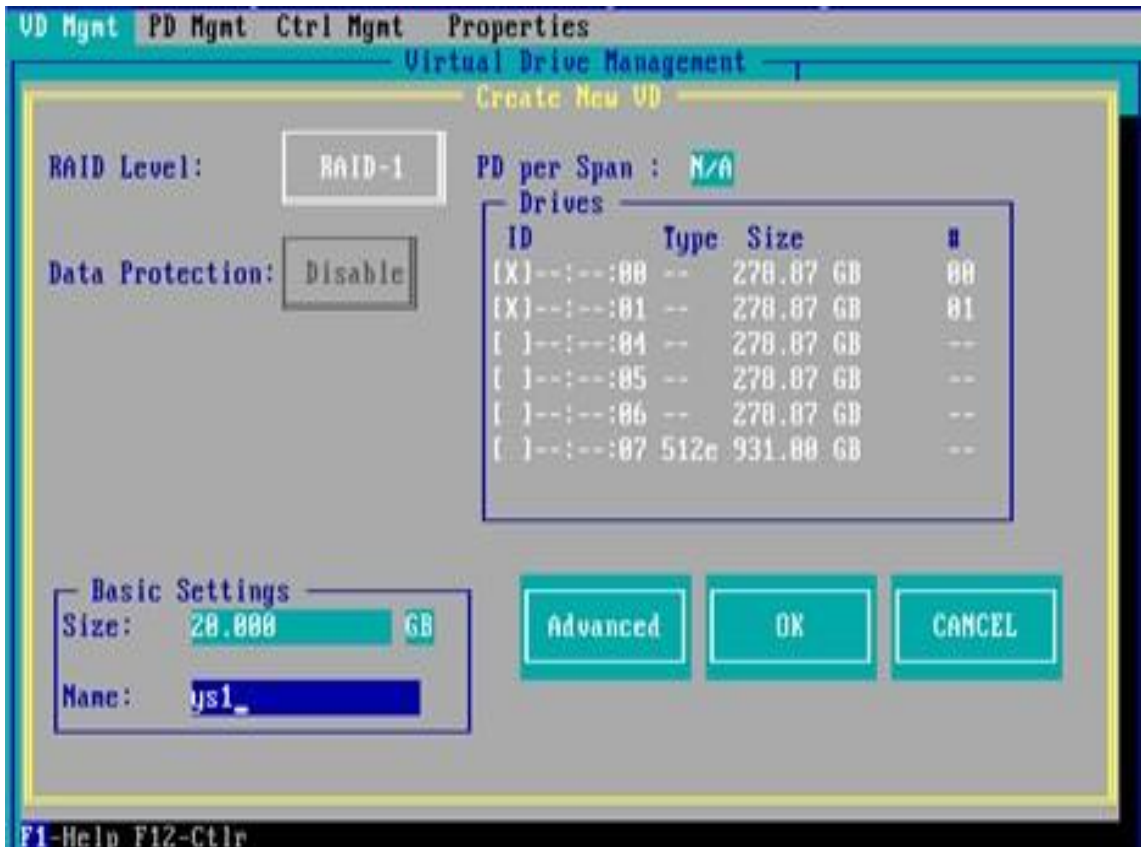 VD Mgmt PD Mgmt Ctrl Mgmt Properties
Virtual Drive Management
Create New VD
RAID Level: RAID-1 PD per Span : N/A
Drives
ID Type Size #
Data Protection: Disable
[X]--:--:00 -- 278.87 GB 00
[X]--:--:01 -- 278.87 GB 01
[ ]--:--:04 -- 278.87 GB --
[ ]--:--:05 -- 278.87 GB --
[ ]--:--:06 -- 278.87 GB --
[ ]--:--:07 512e 931.00 GB --
Basic Settings
Size: 20.000 GB
Name: ys1_
Advanced OK CANCEL
F1-Help F12-Ctlr